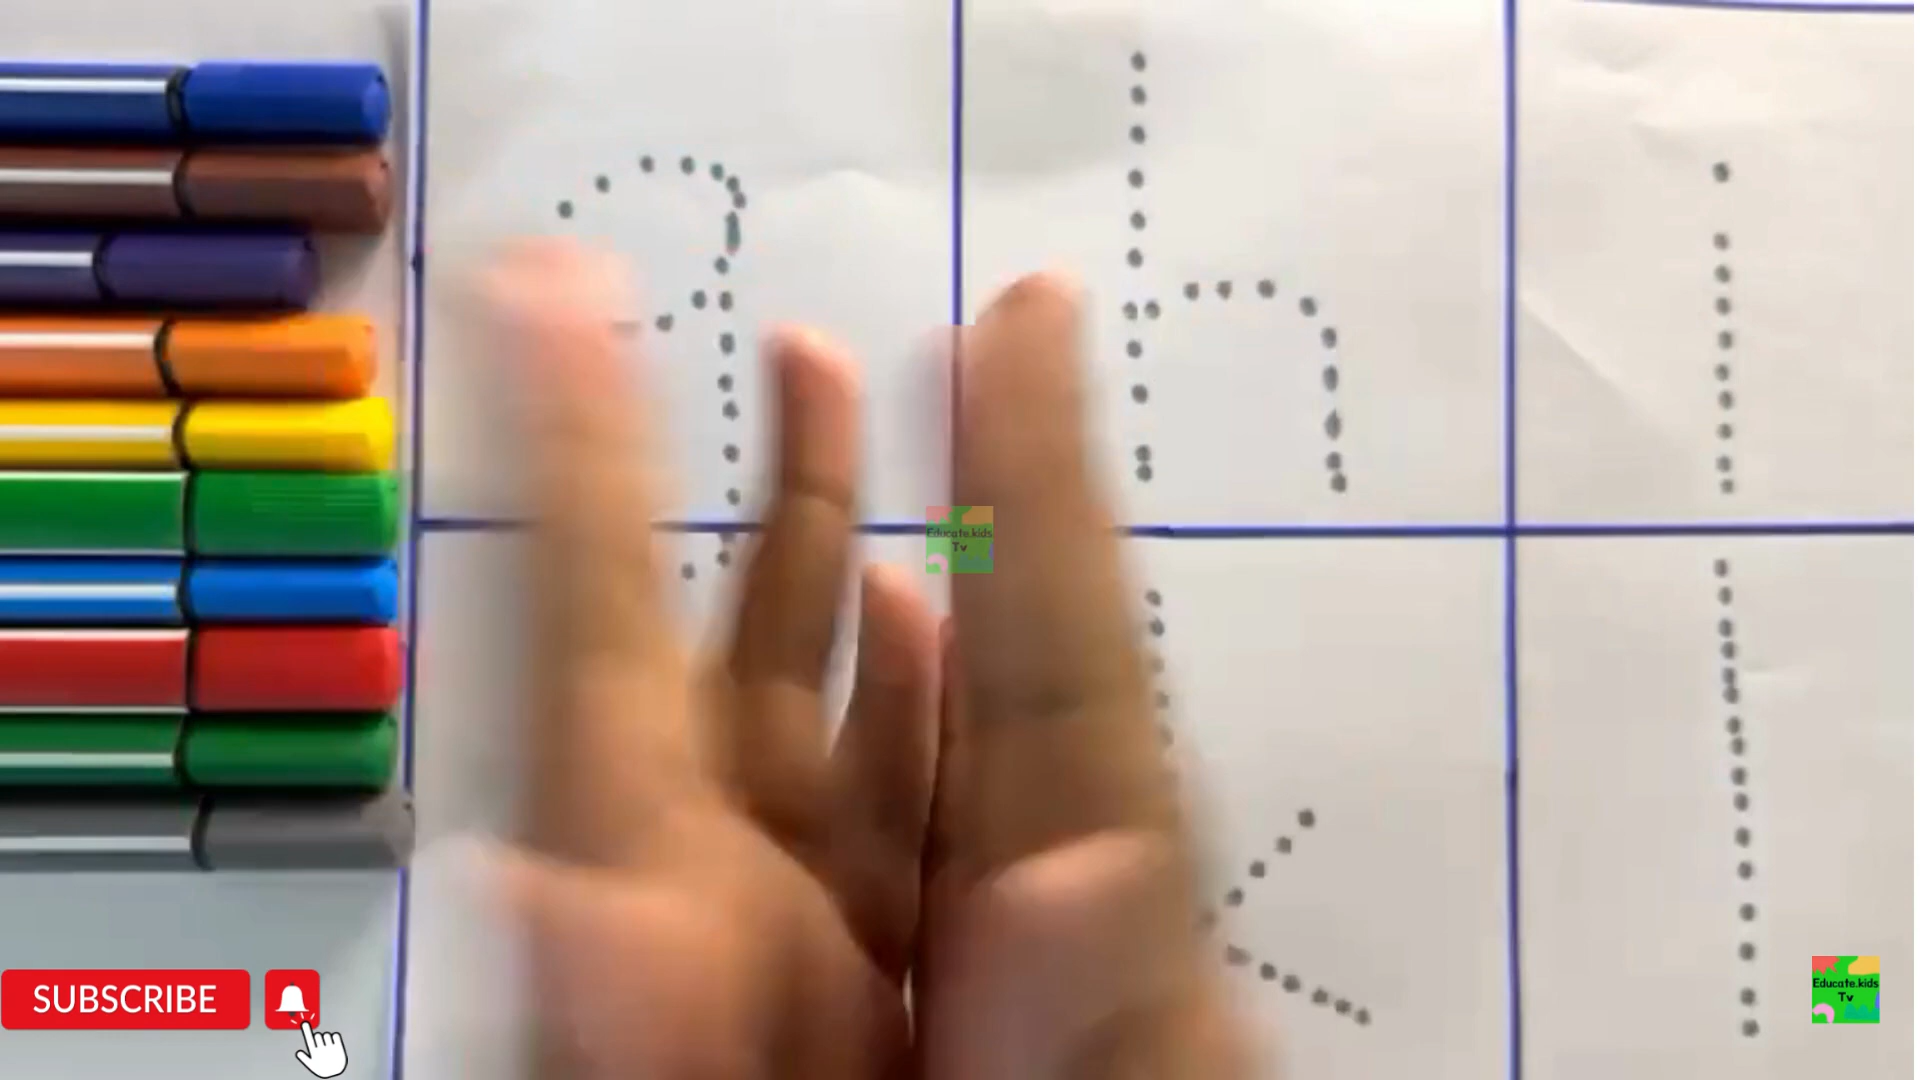 g h i
k l
Educate.kids
Tv
SUBSCRIBE
Educate.kids
Tv